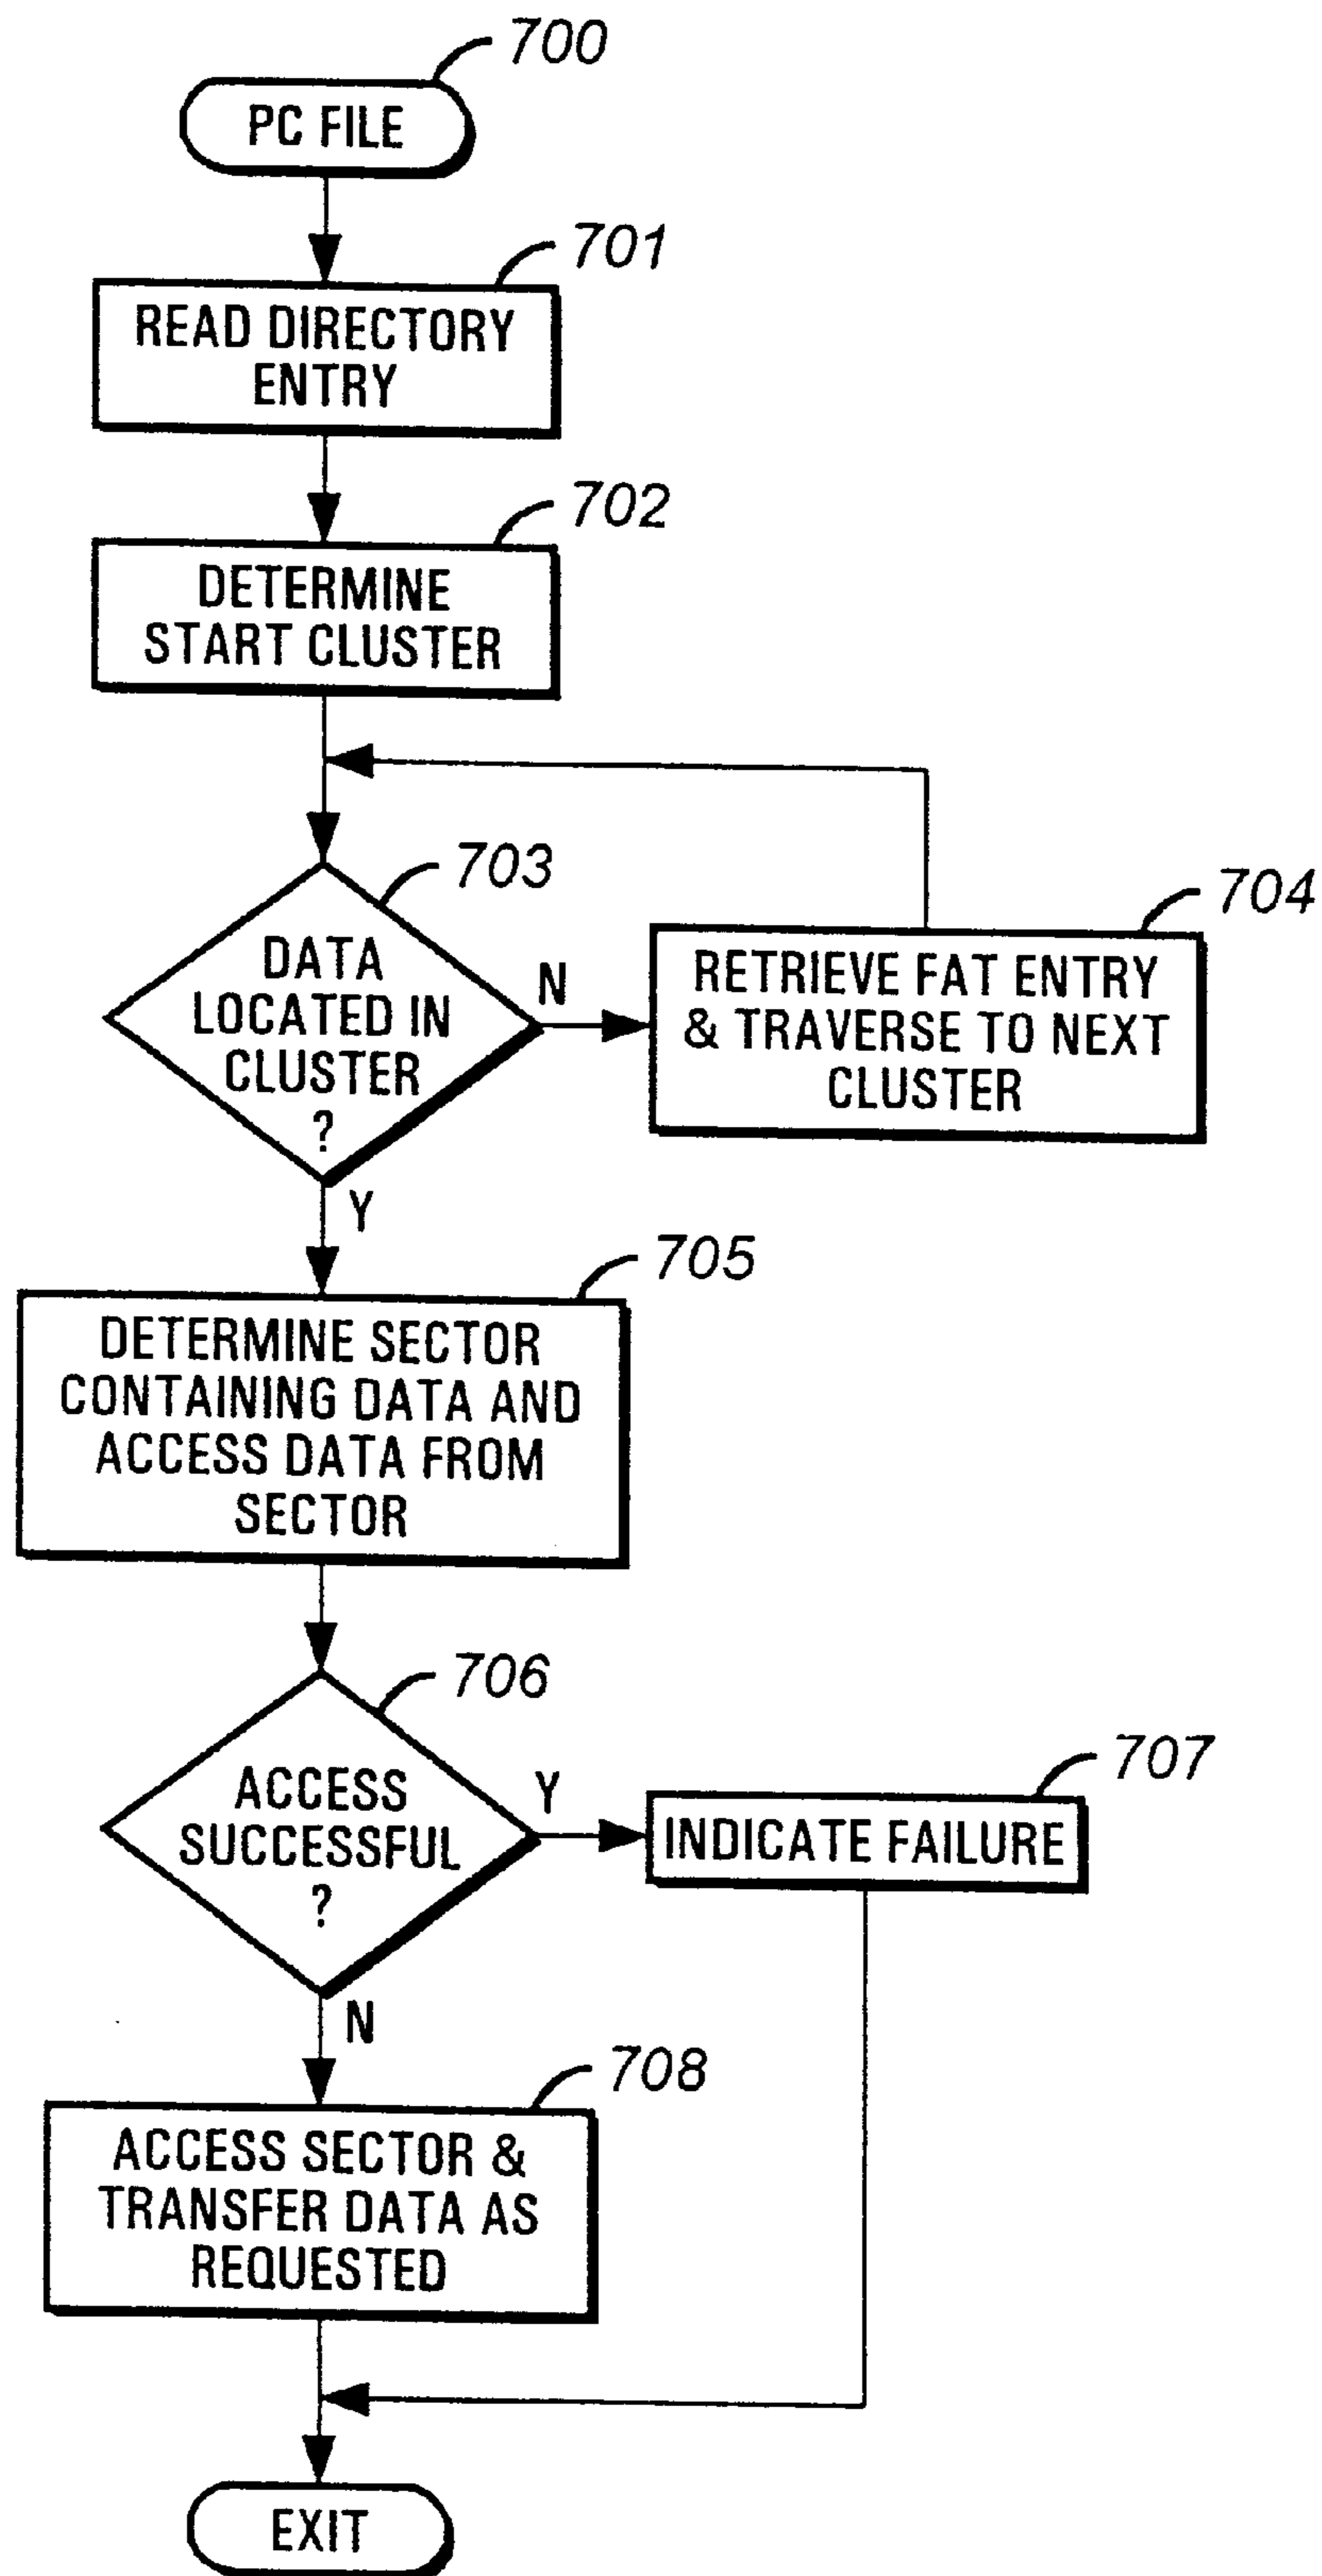 700
PC FILE
701
READ DIRECTORY
ENTRY
702
DETERMINE
START CLUSTER
703
DATA
LOCATED IN
CLUSTER
?
N
704
RETRIEVE FAT ENTRY
& TRAVERSE TO NEXT
CLUSTER
Y
705
DETERMINE SECTOR
CONTAINING DATA AND
ACCESS DATA FROM
SECTOR
706
ACCESS
SUCCESSFUL
?
Y
707
INDICATE FAILURE
N
708
ACCESS SECTOR &
TRANSFER DATA AS
REQUESTED
EXIT